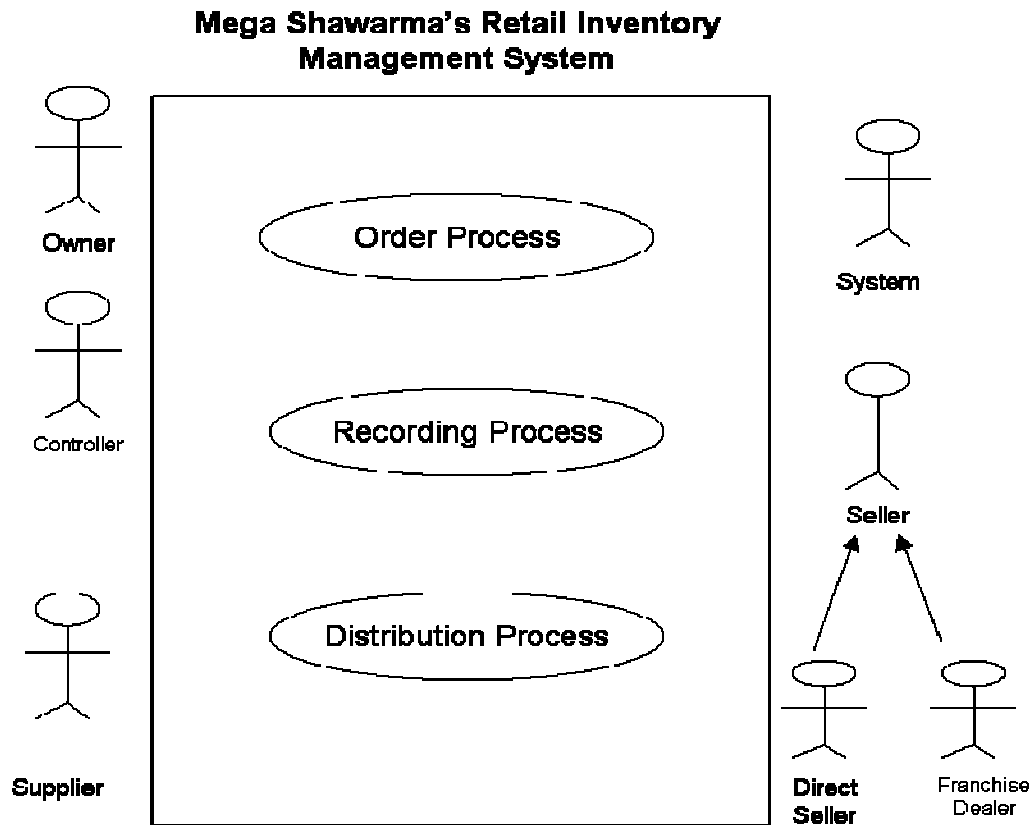 Mega Shawarma's Retail Inventory
Management System
Owner
Order Process
System
Controller
Recording Process
Seller
Supplier
Distribution Process
Direct
Seller
Franchise
Dealer